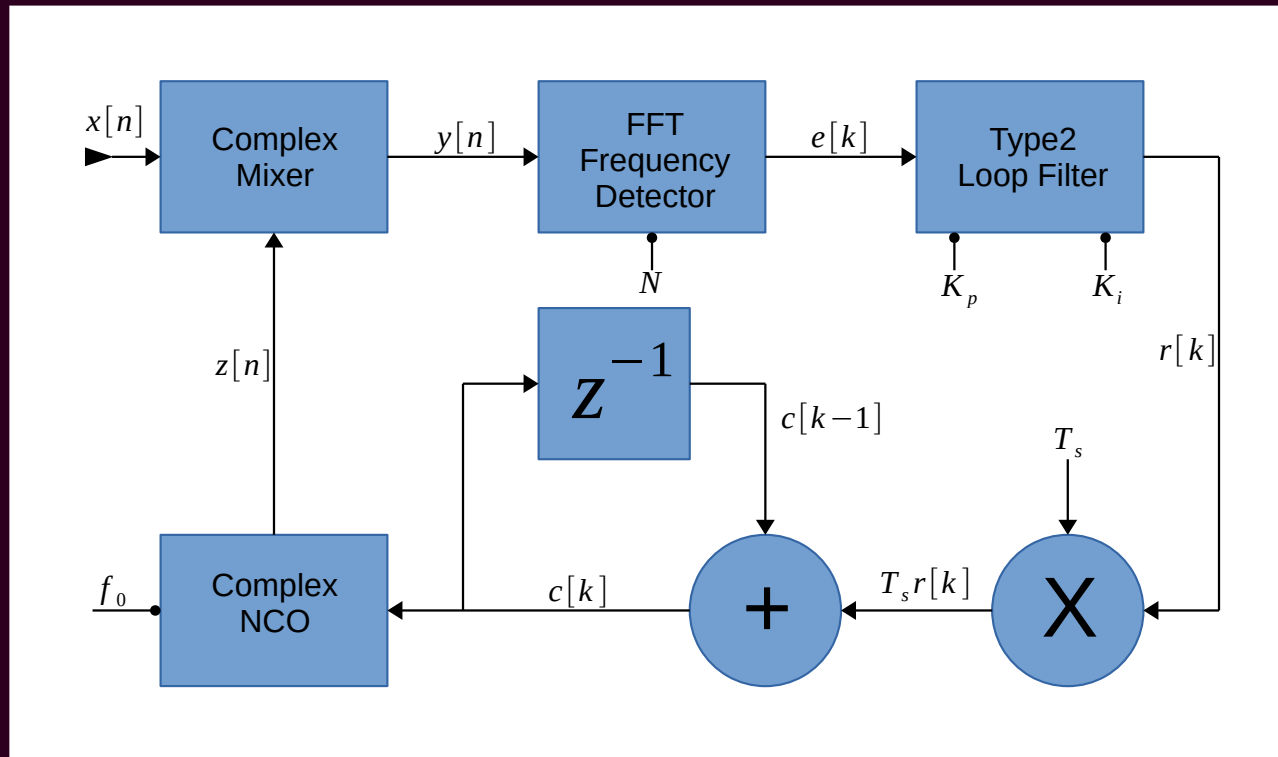 x[n]
Complex
Mixer
y[n]
FFT
Frequency
Detector
e[k]
Type2
Loop Filter
N
K_p
K_i
z[n]
z^{−1}
c[k−1]
r[k]
T_s
f_0
Complex
NCO
c[k]
+
T_s r[k]
X